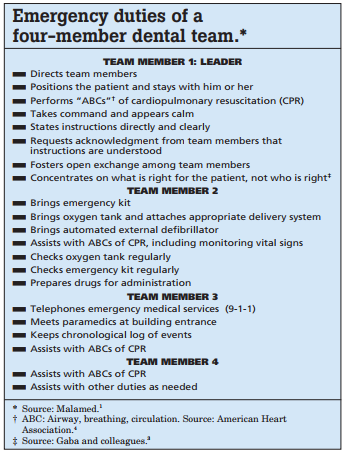 Emergency duties of a
four-member dental team.*
TEAM MEMBER 1: LEADER
Directs team members
Positions the patient and stays with him or her
Performs “ABCs”† of cardiopulmonary resuscitation (CPR)
Takes command and appears calm
States instructions directly and clearly
Requests acknowledgment from team members that
instructions are understood
Fosters open exchange among team members
Concentrates on what is right for the patient, not who is right‡
TEAM MEMBER 2
Brings emergency kit
Brings oxygen tank and attaches appropriate delivery system
Brings automated external defibrillator
Assists with ABCs of CPR, including monitoring vital signs
Checks oxygen tank regularly
Checks emergency kit regularly
Prepares drugs for administration
TEAM MEMBER 3
Telephones emergency medical services (9-1-1)
Meets paramedics at building entrance
Keeps chronological log of events
Assists with ABCs of CPR
TEAM MEMBER 4
Assists with ABCs of CPR
Assists with other duties as needed
* Source: Malamed.1
† ABC: Airway, breathing, circulation. Source: American Heart
Association.4
‡ Source: Gaba and colleagues.3